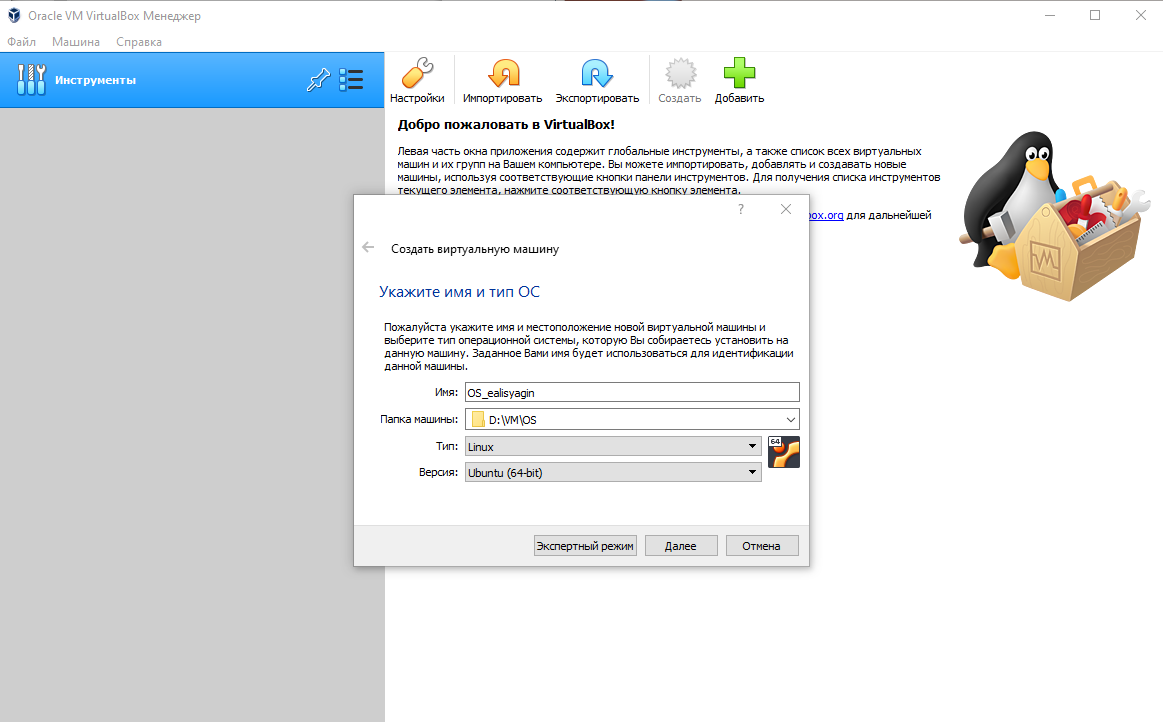 Oracle VM VirtualBox Менеджер
Файл Машина Справка
Инструменты
Настройки Импортировать Экспортировать Создать Добавить
Добро пожаловать в VirtualBox!
Левая часть окна приложения содержит глобальные инструменты, а также список всех виртуальных
машин и их групп на Вашем компьютере. Вы можете импортировать, добавлять и создавать новые
машины, используя соответствующие кнопки панели инструментов. Для получения списка инструментов
текущего элемента, нажмите соответствующую кнопку элемента.
box.org для дальнейшей
?
Создать виртуальную машину
Укажите имя и тип ОС
Пожалуйста укажите имя и местоположение новой виртуальной машины и
выберите тип операционной системы, которую Вы собираетесь установить на
данную машину. Заданное Вами имя будет использоваться для идентификации
данной машины.
Имя: OS_ealisyagin
Папка машины: D:\VM\OS
Тип: Linux
64
Версия: Ubuntu (64-bit)
Экспертный режим Далее Отмена